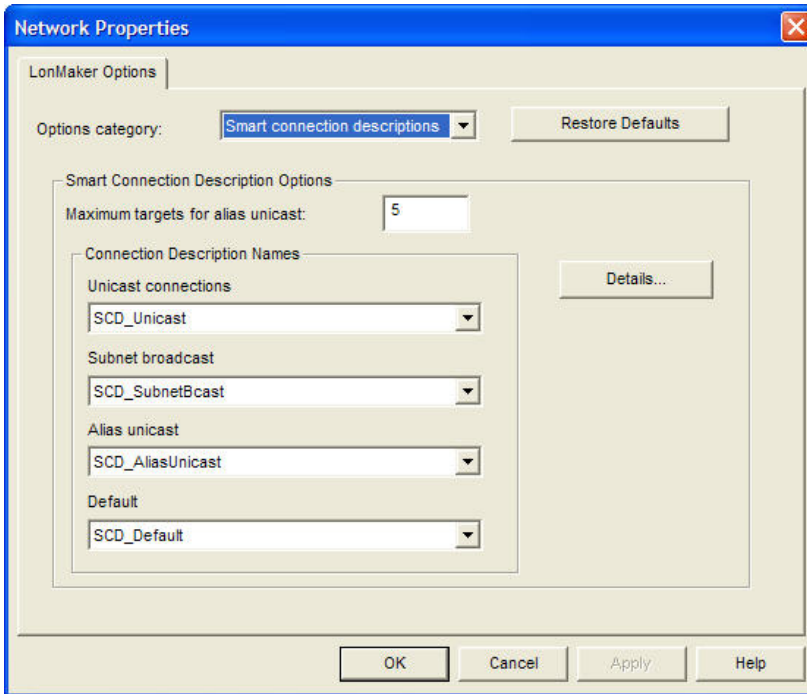 Network Properties
LonMaker Options
Options category: Smart connection descriptions Restore Defaults
Smart Connection Description Options
Maximum targets for alias unicast: 5
Connection Description Names
Details...
Unicast connections
SCD_Unicast
Subnet broadcast
SCD_SubnetBcast
Alias unicast
SCD_AliasUnicast
Default
SCD_Default
OK Cancel Apply Help